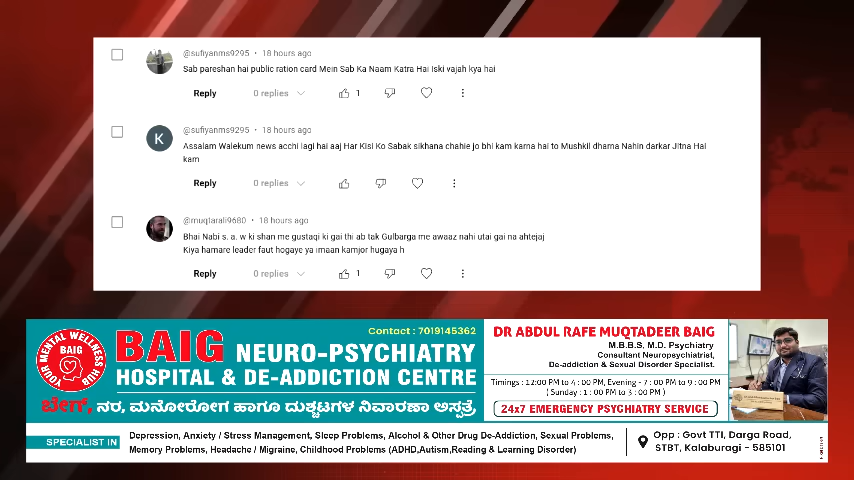 @sufiyanms9295 • 18 hours ago
Sab pareshan hai public ration card Mein Sab Ka Naam Katra Hai Iski vajah kya hai
Reply 0 replies 1
K
@sufiyanms9295 • 18 hours ago
Assalam Walekum news acchi lagi hai aaj Har Kisi Ko Sabak sikhana chahie jo bhi kam karna hai to Mushkil dharna Nahin darkar Jitna Hal
kam
Reply 0 replies
@muqtarali9680 • 18 hours ago
Bhai Nabi s. a. w ki shan me gustaqi ki gai thi ab tak Gulbarga me awaaz nahi utai gai na ahtejaj
Kiya hamare leader faut hogaye ya imaan kamjor hugaya h
Reply 0 replies 1
Contact : 7019145362
YOUR MENTAL WELLNESS HUB
BAIG
BAIG NEURO-PSYCHIATRY
HOSPITAL & DE-ADDICTION CENTRE
ಬೇಗ್, ನರ, ಮನೋರೋಗ ಹಾಗೂ ದುಶ್ಚಟಗಳ ನಿವಾರಣಾ ಆಸ್ಪತ್ರೆ
DR ABDUL RAFE MUQTADEER BAIG
M.B.B.S, M.D. Psychiatry
Consultant Neuropsychiatrist,
De-addiction & Sexual Disorder Specialist.
Timings : 12:00 PM to 4 : 00 PM, Evening - 7 : 00 PM to 9 : 00 PM
( Sunday : 1 : 00 PM to 3 : 00 PM )
24x7 EMERGENCY PSYCHIATRY SERVICE
SPECIALIST IN
Depression, Anxiety / Stress Management, Sleep Problems, Alcohol & Other Drug De-Addiction, Sexual Problems,
Memory Problems, Headache / Migraine, Childhood Problems (ADHD,Autism,Reading & Learning Disorder)
Opp : Govt TTI, Darga Road,
STBT, Kalaburagi - 585101